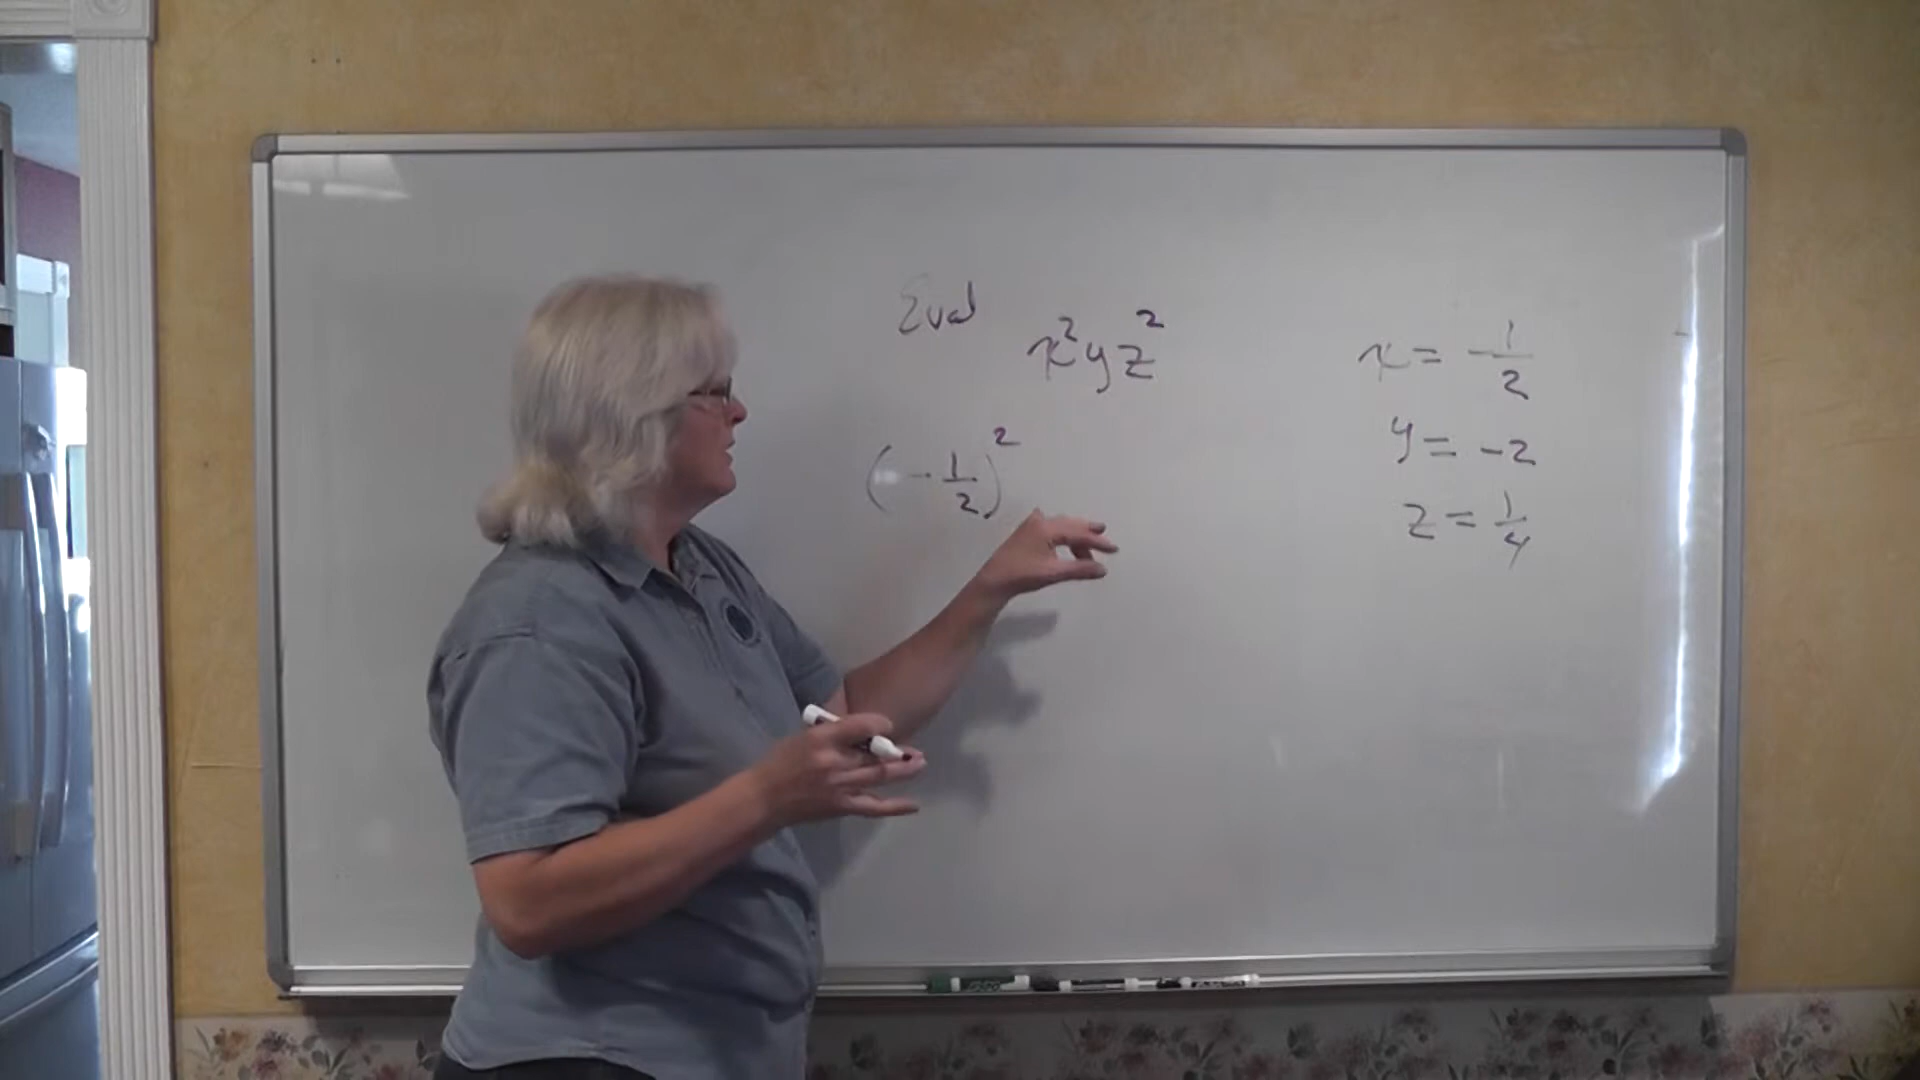 Eval
x²yz²
(-1/2)²
x = -1/2
y = -2
z = 1/4